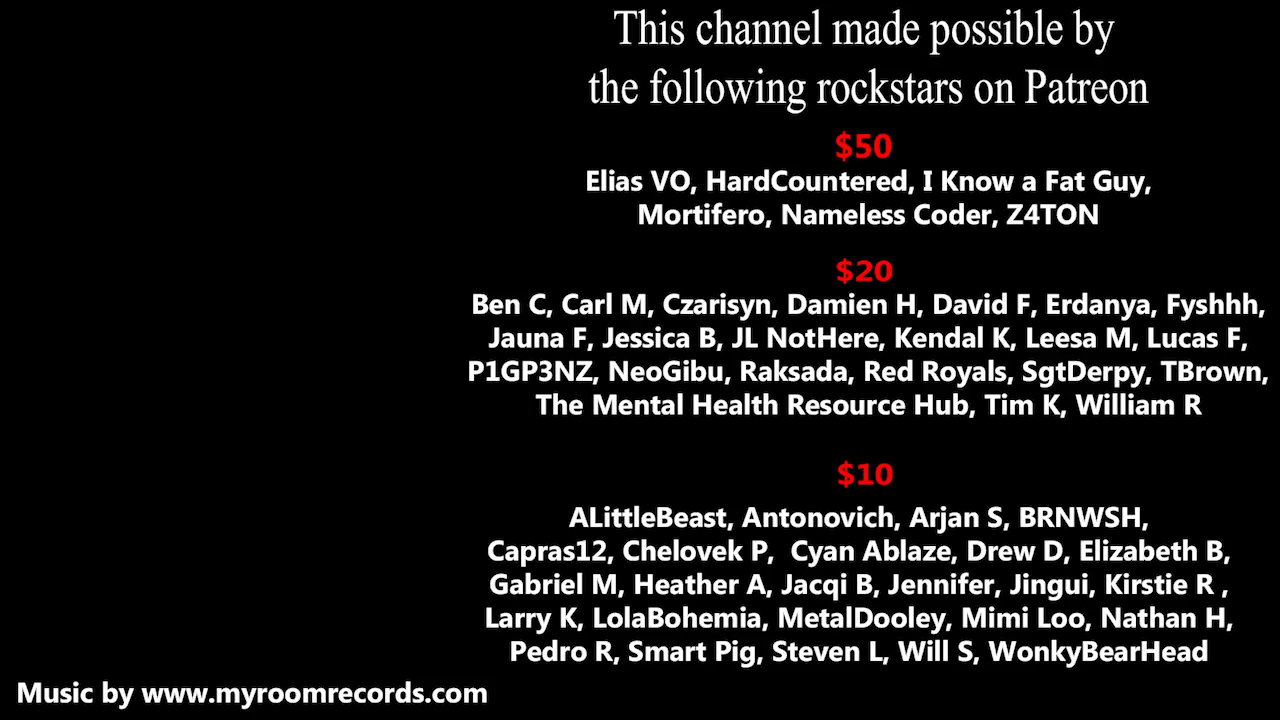 This channel made possible by
the following rockstars on Patreon
$50
Elias VO, HardCountered, I Know a Fat Guy,
Mortifero, Nameless Coder, Z4TON
$20
Ben C, Carl M, Czarisyn, Damien H, David F, Erdanya, Fyshhh,
Jauna F, Jessica B, JL NotHere, Kendal K, Leesa M, Lucas F,
P1GP3NZ, NeoGibu, Raksada, Red Royals, SgtDerpy, TBrown,
The Mental Health Resource Hub, Tim K, William R
$10
ALittleBeast, Antonovich, Arjan S, BRNWSH,
Capras12, Chelovek P,  Cyan Ablaze, Drew D, Elizabeth B,
Gabriel M, Heather A, Jacqi B, Jennifer, Jingui, Kirstie R ,
Larry K, LolaBohemia, MetalDooley, Mimi Loo, Nathan H,
Pedro R, Smart Pig, Steven L, Will S, WonkyBearHead
Music by www.myroomrecords.com